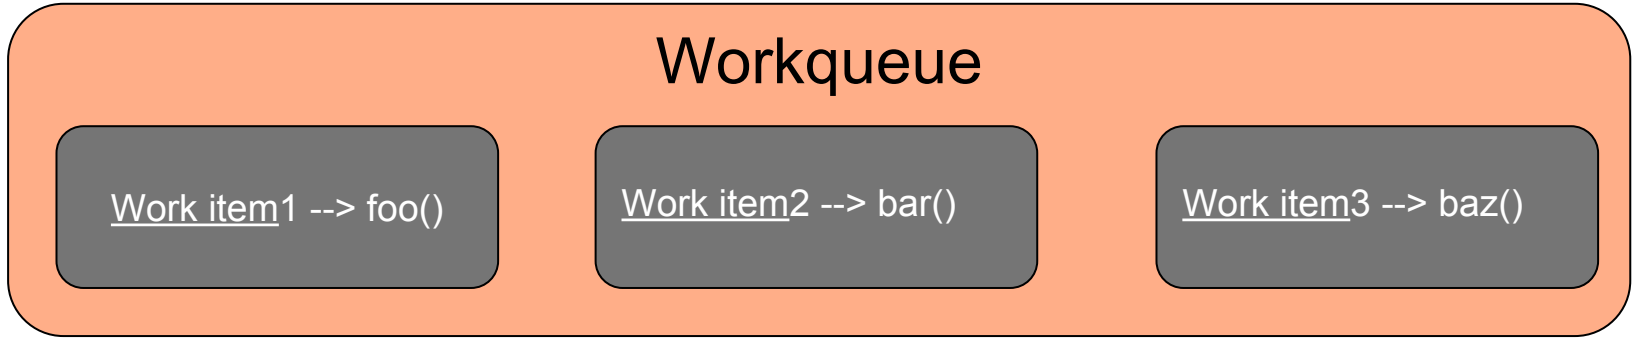 Workqueue
Work item1 --> foo()
Work item2 --> bar()
Work item3 --> baz()